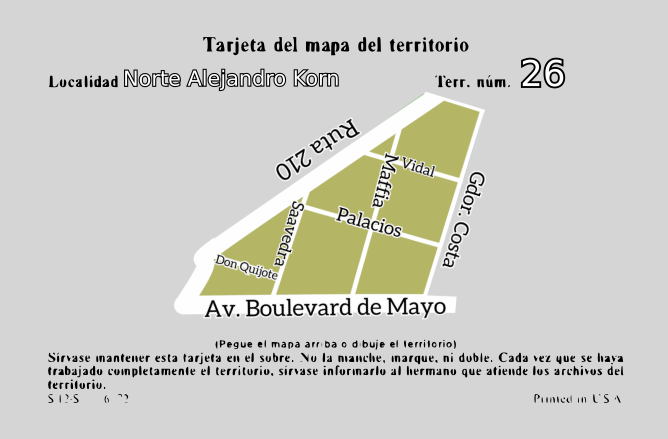 Tarjeta del mapa del territorio
Localidad Norte Alejandro Korn Terr. núm. 26
Ruta 210
Vidal
Maffia
Gdor. Costa
Palacios
Saavedra
Don Quijote
Av. Boulevard de Mayo
(Pegue el mapa arriba o dibuje el territorio)
Sírvase mantener esta tarjeta en el sobre. No la manche, marque, ni doble. Cada vez que se haya
trabajado completamente el territorio, sírvase informarlo al hermano que atiende los archivos del
territorio.
S-12-S 6 72 Printed in U S A